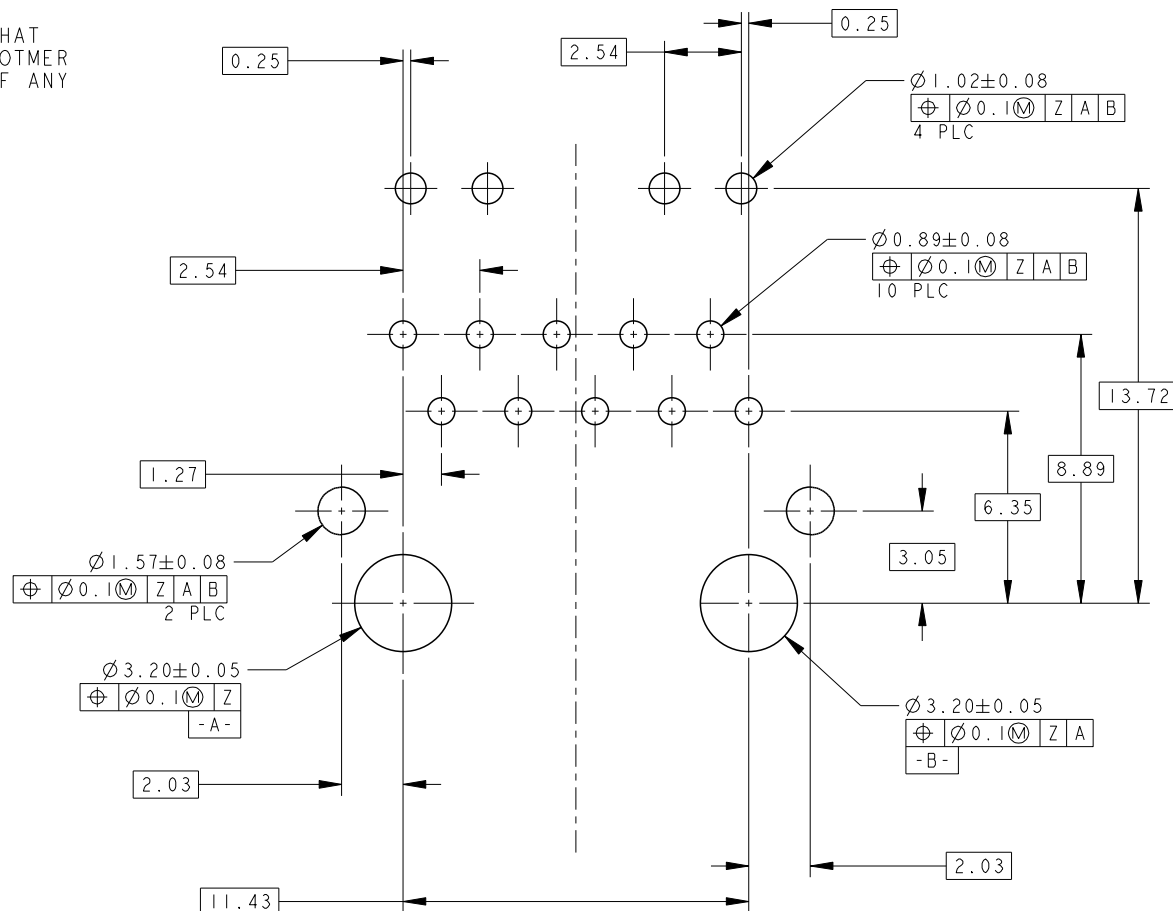 HAT
OTMER
F ANY
0.25
2.54
0.25
Ø1.02±0.08
⌖ Ø0.1Ⓜ Z A B
4 PLC
2.54
Ø0.89±0.08
⌖ Ø0.1Ⓜ Z A B
10 PLC
13.72
1.27
8.89
6.35
3.05
Ø1.57±0.08
⌖ Ø0.1Ⓜ Z A B
2 PLC
Ø3.20±0.05
⌖ Ø0.1Ⓜ Z
-A-
Ø3.20±0.05
⌖ Ø0.1Ⓜ Z A
-B-
2.03
2.03
11.43